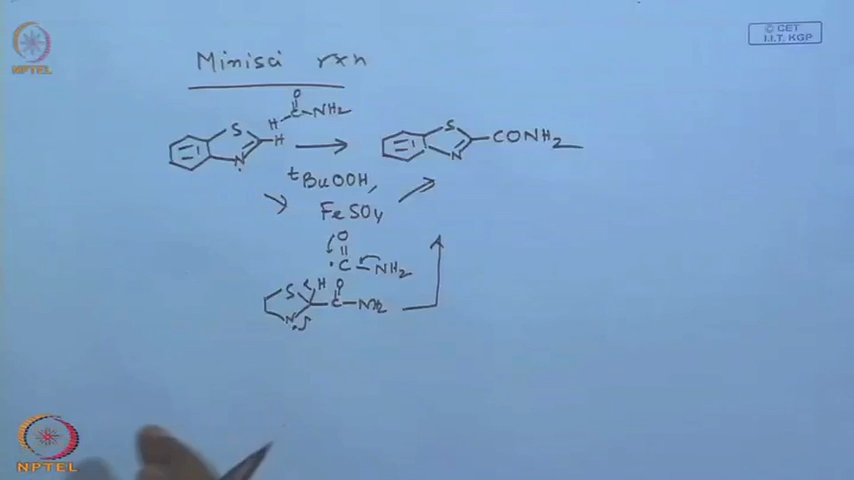 © CET
I.I.T. KGP
NPTEL
Minisci rxn
O
H-C-NH2
S
H
N
S
CONH2
N
tBuOOH,
FeSO4
O
·C-NH2
S H O
C-NH2
N
NPTEL